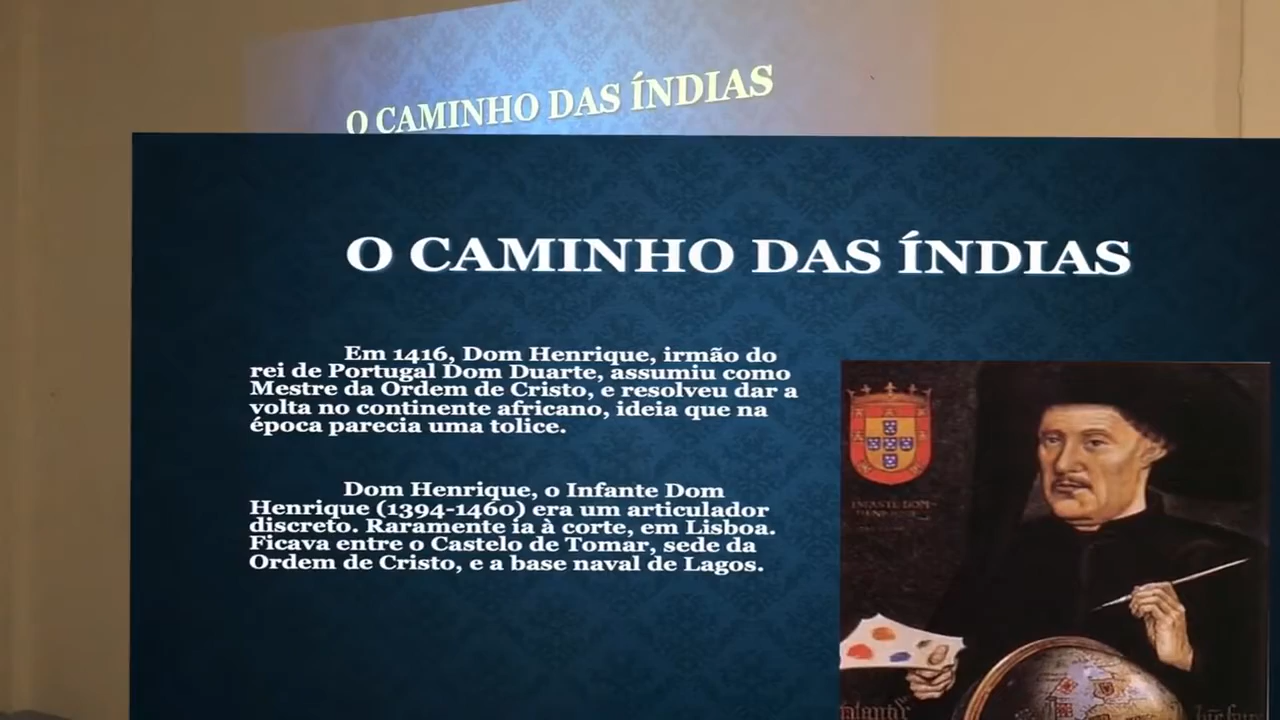 O CAMINHO DAS ÍNDIAS
O CAMINHO DAS ÍNDIAS
Em 1416, Dom Henrique, irmão do
rei de Portugal Dom Duarte, assumiu como
Mestre da Ordem de Cristo, e resolveu dar a
volta no continente africano, ideia que na
época parecia uma tolice.
Dom Henrique, o Infante Dom
Henrique (1394-1460) era um articulador
discreto. Raramente ia à corte, em Lisboa.
Ficava entre o Castelo de Tomar, sede da
Ordem de Cristo, e a base naval de Lagos.
INFANTE DOM